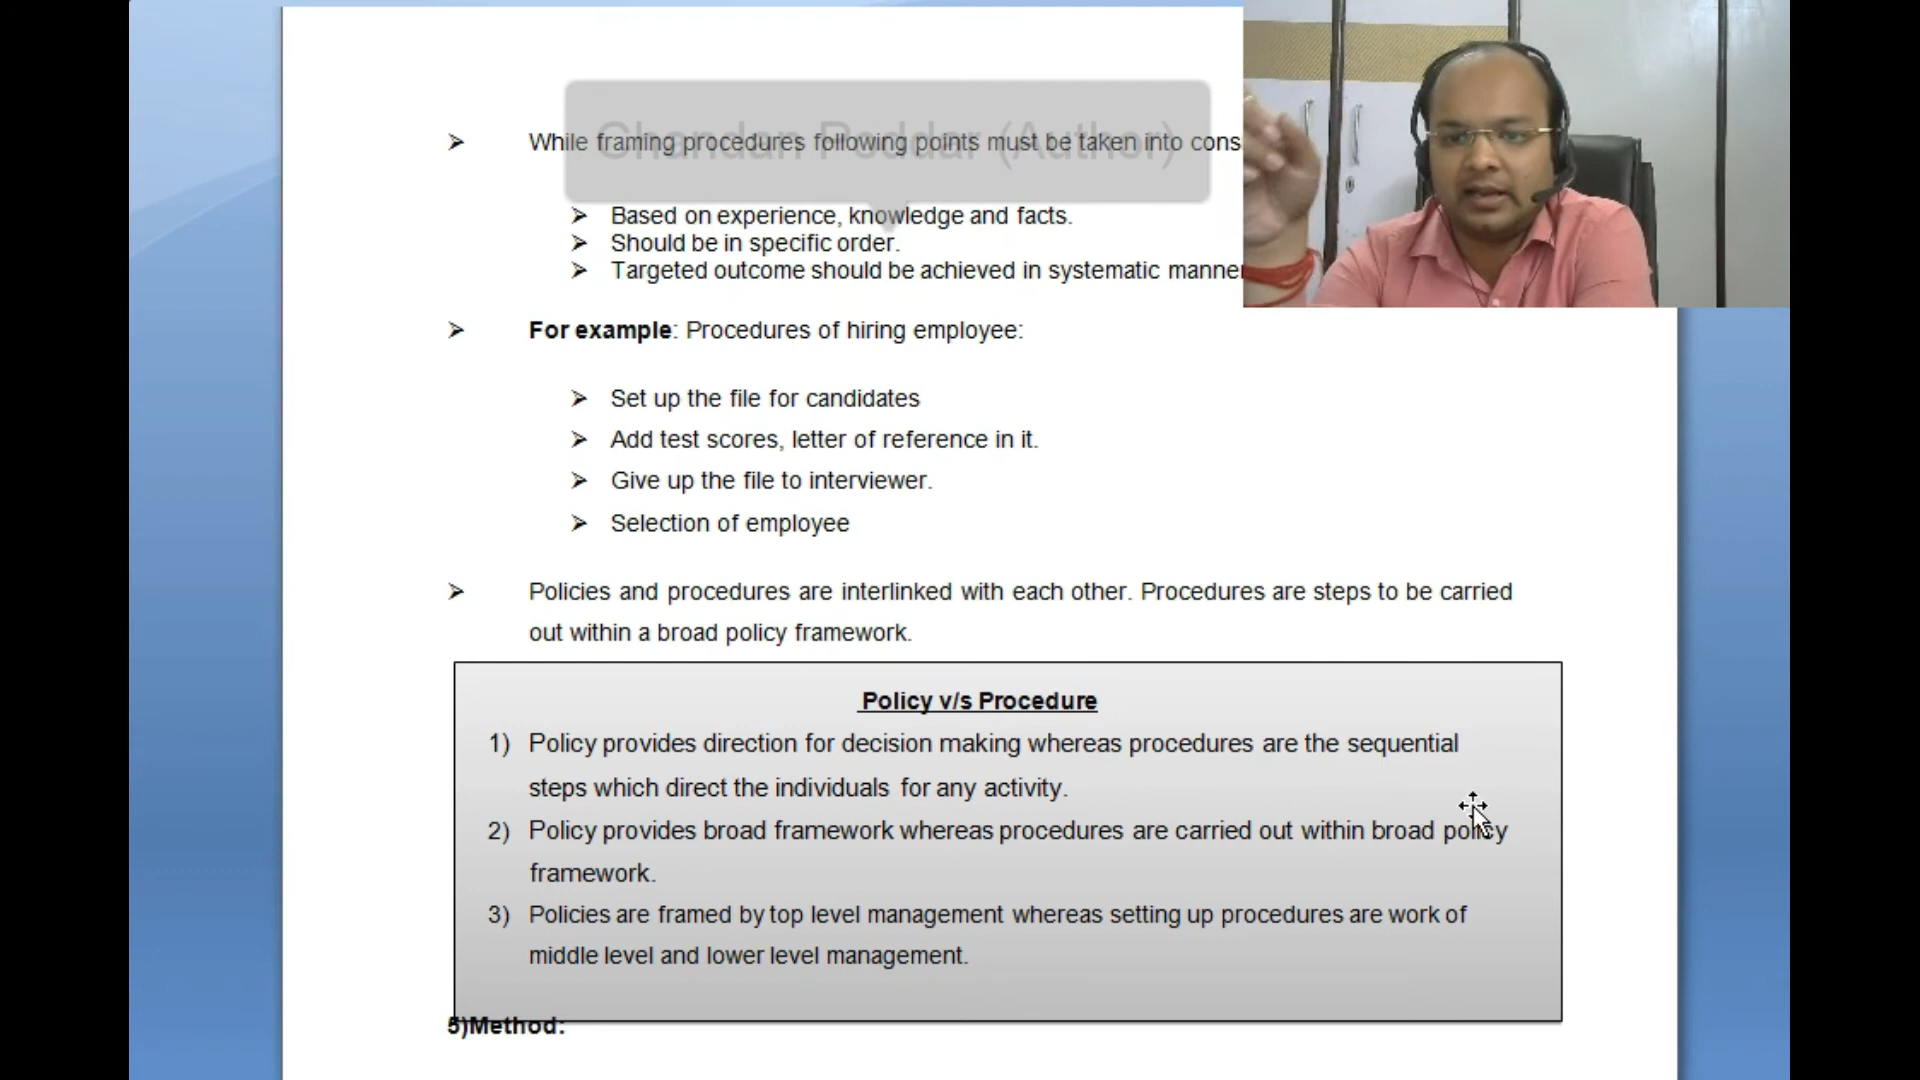 While framing procedures following points must be taken into cons
Chandan Poddar (Author)
Based on experience, knowledge and facts.
Should be in specific order.
Targeted outcome should be achieved in systematic manner
For example: Procedures of hiring employee:
Set up the file for candidates
Add test scores, letter of reference in it.
Give up the file to interviewer.
Selection of employee
Policies and procedures are interlinked with each other. Procedures are steps to be carried
out within a broad policy framework.
Policy v/s Procedure
1) Policy provides direction for decision making whereas procedures are the sequential
steps which direct the individuals for any activity.
2) Policy provides broad framework whereas procedures are carried out within broad policy
framework.
3) Policies are framed by top level management whereas setting up procedures are work of
middle level and lower level management.
5)Method: